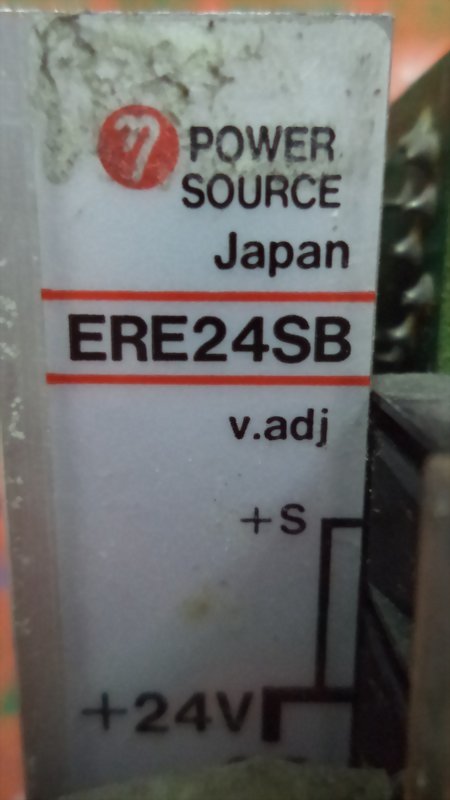 η POWER
SOURCE
Japan
ERE24SB
v.adj
+S
+24V